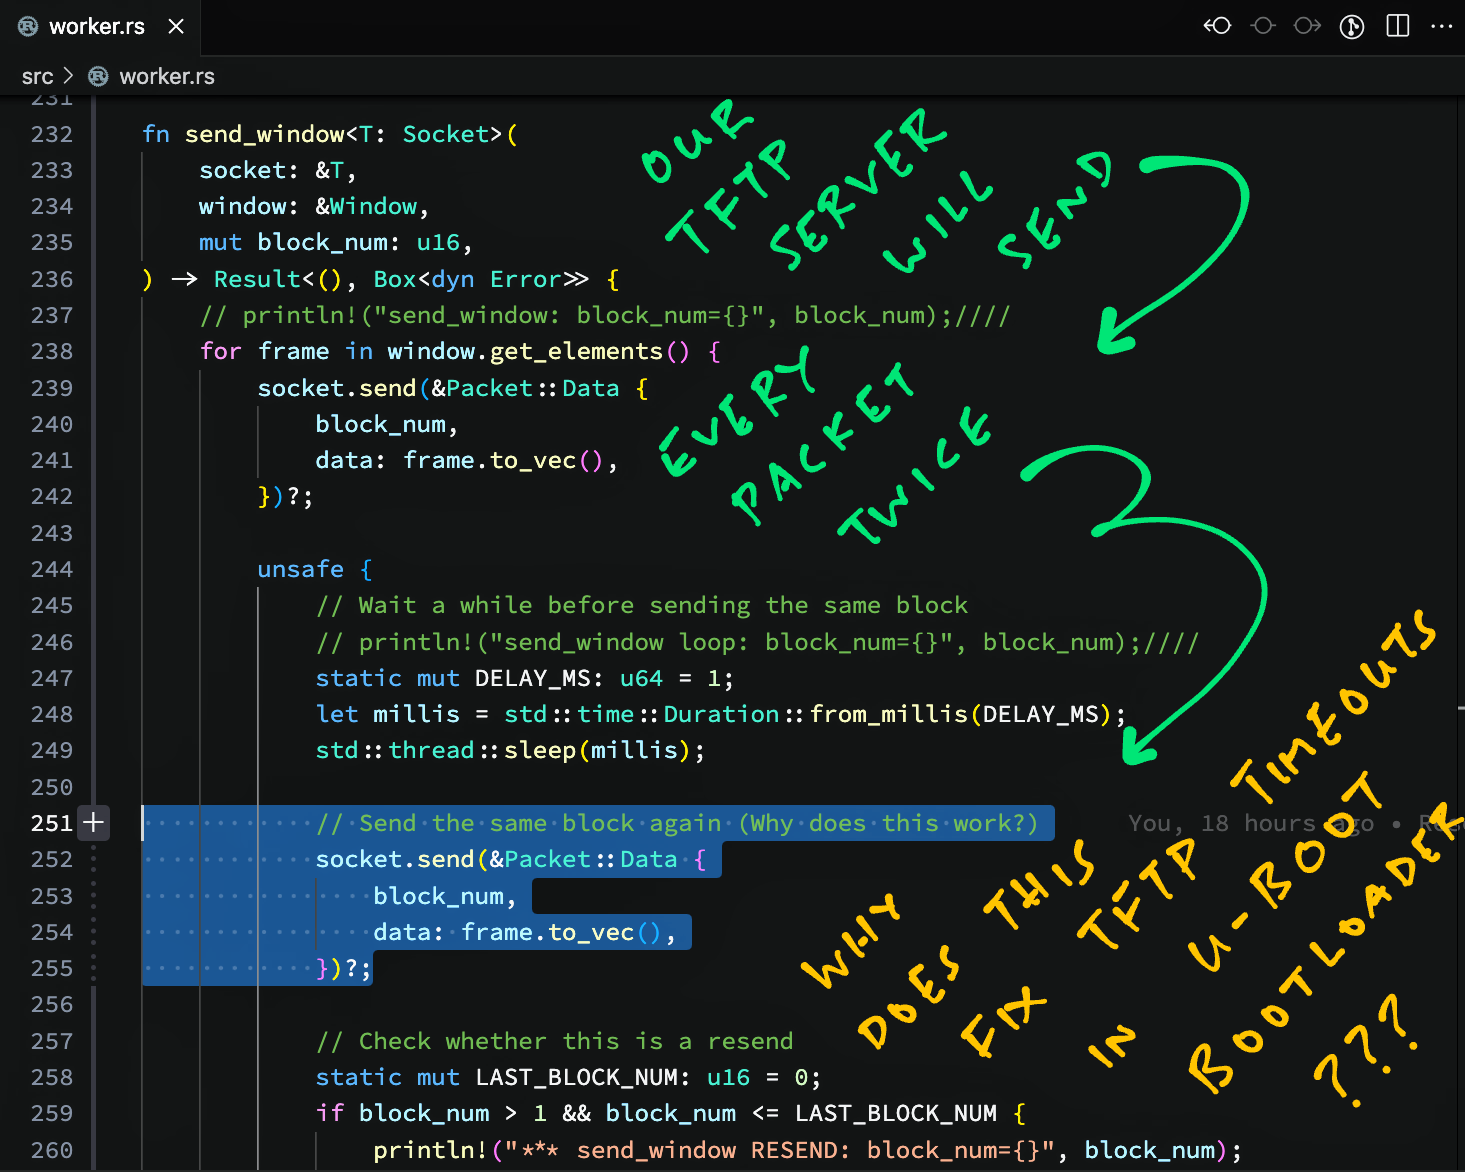 worker.rs
src > worker.rs
231
232 fn send_window<T: Socket>(
233 socket: &T,
234 window: &Window,
235 mut block_num: u16,
236 ) -> Result<(), Box<dyn Error>> {
237 // println!("send_window: block_num={}", block_num);////
238 for frame in window.get_elements() {
239 socket.send(&Packet::Data {
240 block_num,
241 data: frame.to_vec(),
242 })?;
243
244 unsafe {
245 // Wait a while before sending the same block
246 // println!("send_window loop: block_num={}", block_num);////
247 static mut DELAY_MS: u64 = 1;
248 let millis = std::time::Duration::from_millis(DELAY_MS);
249 std::thread::sleep(millis);
250
251 // Send the same block again (Why does this work?) You, 18 hours ago •
252 socket.send(&Packet::Data {
253 block_num,
254 data: frame.to_vec(),
255 })?;
256
257 // Check whether this is a resend
258 static mut LAST_BLOCK_NUM: u16 = 0;
259 if block_num > 1 && block_num <= LAST_BLOCK_NUM {
260 println!("*** send_window RESEND: block_num={}", block_num);
OUR
TFTP
SERVER
WILL
SEND
EVERY
PACKET
TWICE
WHY
DOES THIS
FIX TFTP TIMEOUTS
IN U-BOOT
BOOTLOADER
???